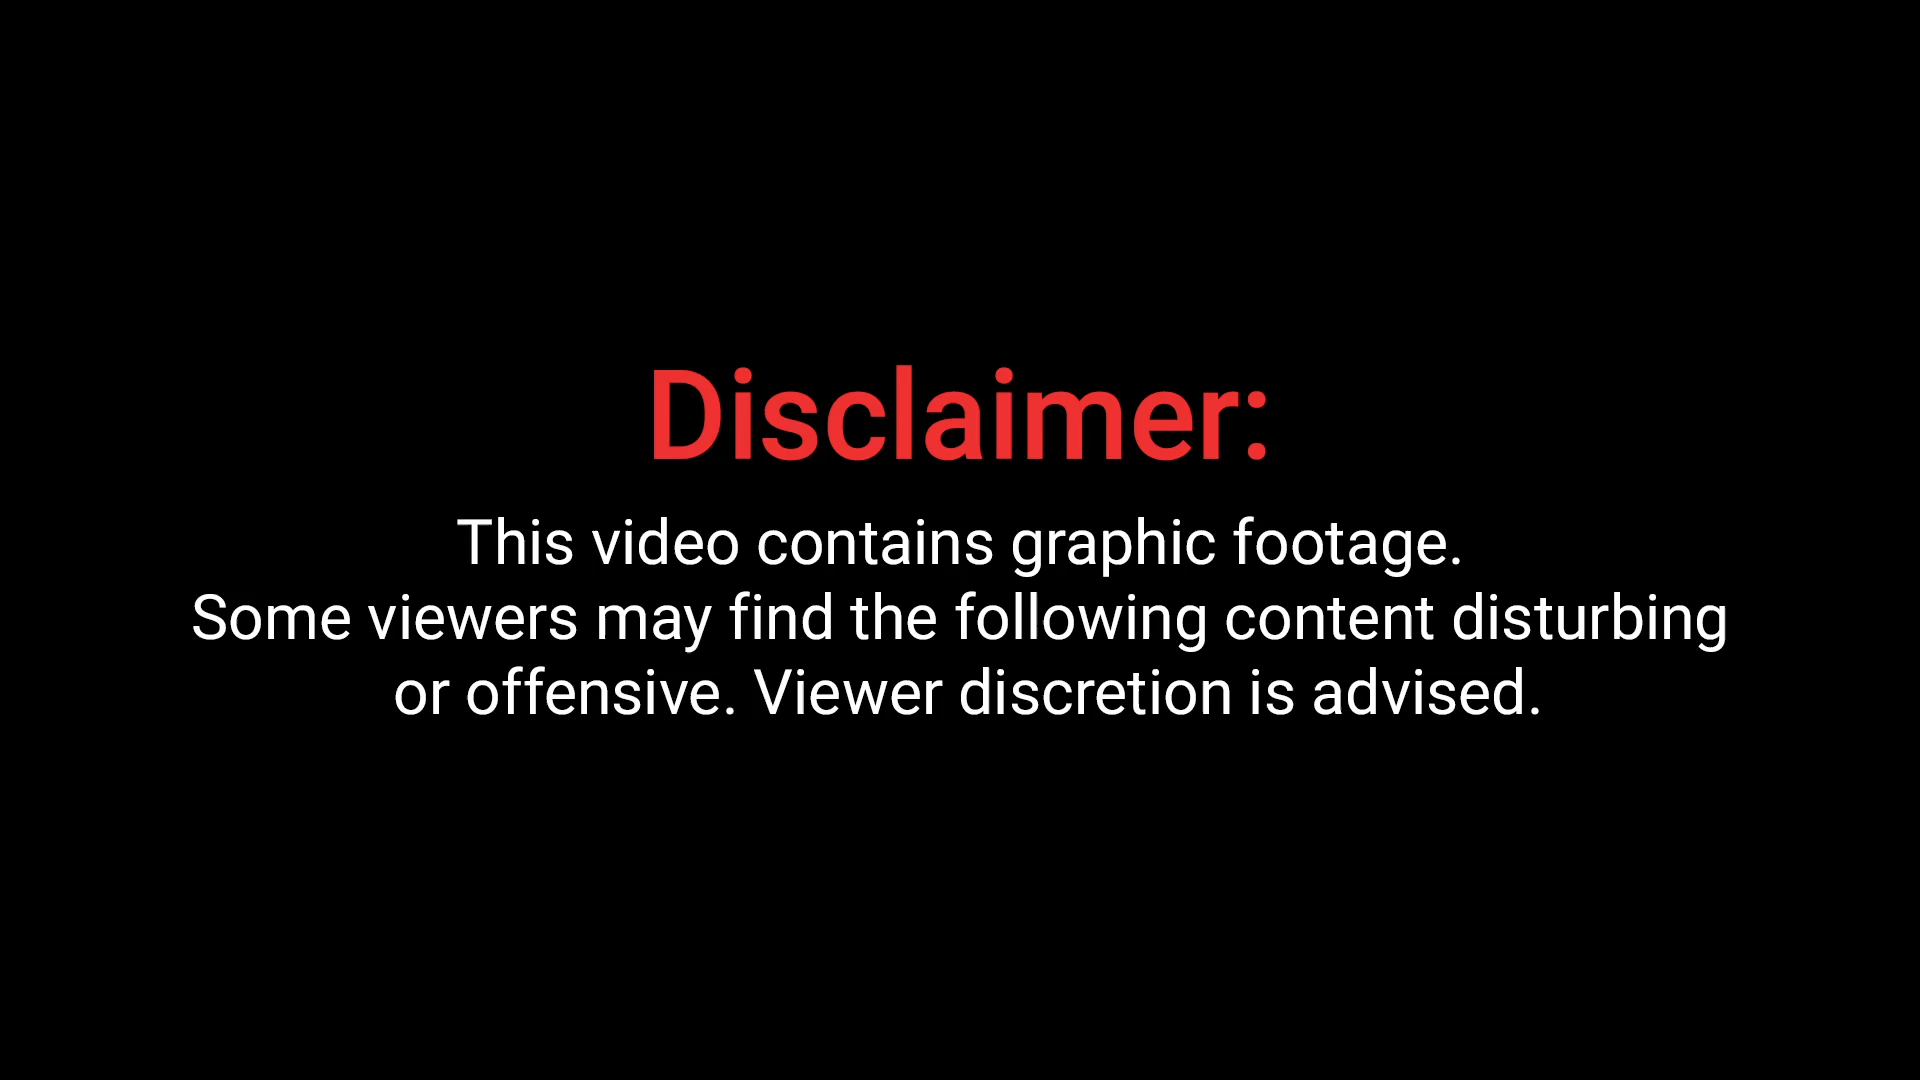 Disclaimer:
This video contains graphic footage.
Some viewers may find the following content disturbing
or offensive. Viewer discretion is advised.